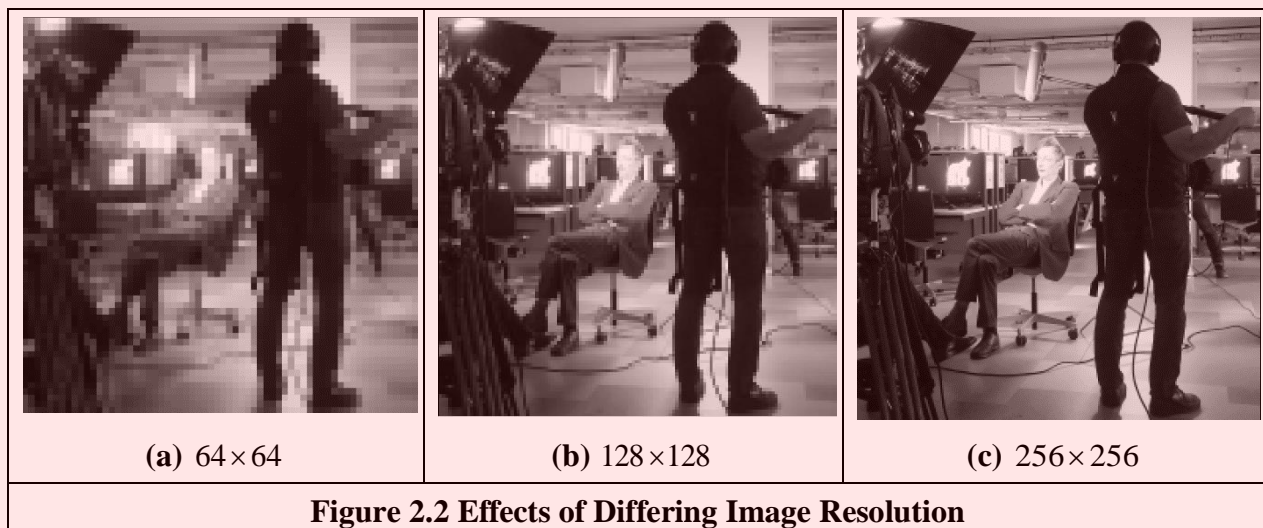 (a) 64×64
(b) 128×128
(c) 256×256
Figure 2.2 Effects of Differing Image Resolution